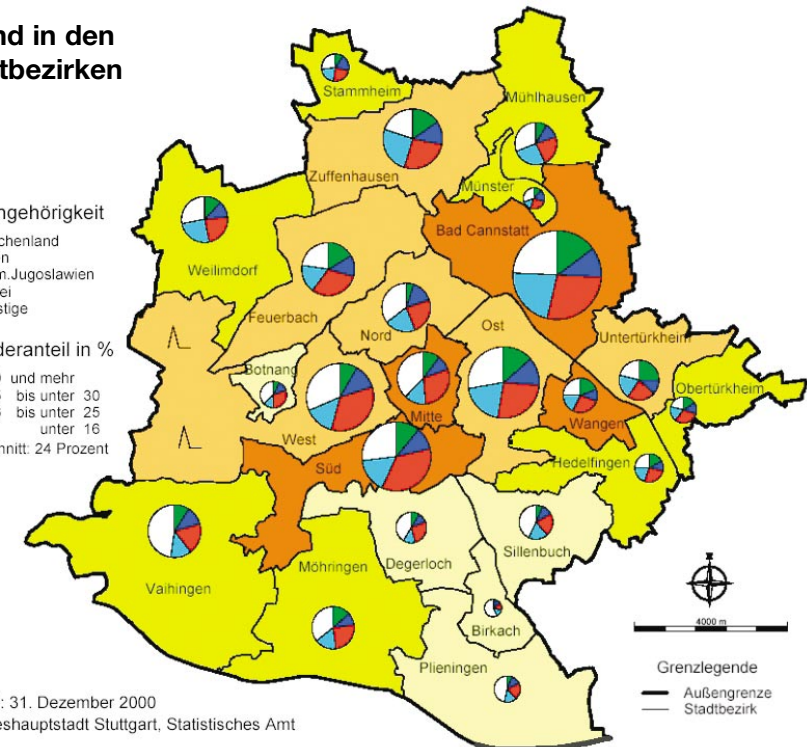 nd in den
tbezirken
ngehörigkeit
chenland
en
m.Jugoslawien
ei
stige
deranteil in %
und mehr
bis unter 30
bis unter 25
unter 16
nitt: 24 Prozent
Stammheim
Mühlhausen
Zuffenhausen
Münster
Bad Cannstatt
Weilimdorf
Feuerbach
Nord
Ost
Untertürkheim
Botnang
Obertürkheim
Mitte
Wangen
West
Süd
Hedelfingen
Vaihingen
Möhringen
Degerloch
Sillenbuch
Birkach
Plieningen
N
4000 m
Grenzlegende
Außengrenze
Stadtbezirk
: 31. Dezember 2000
eshauptstadt Stuttgart, Statistisches Amt